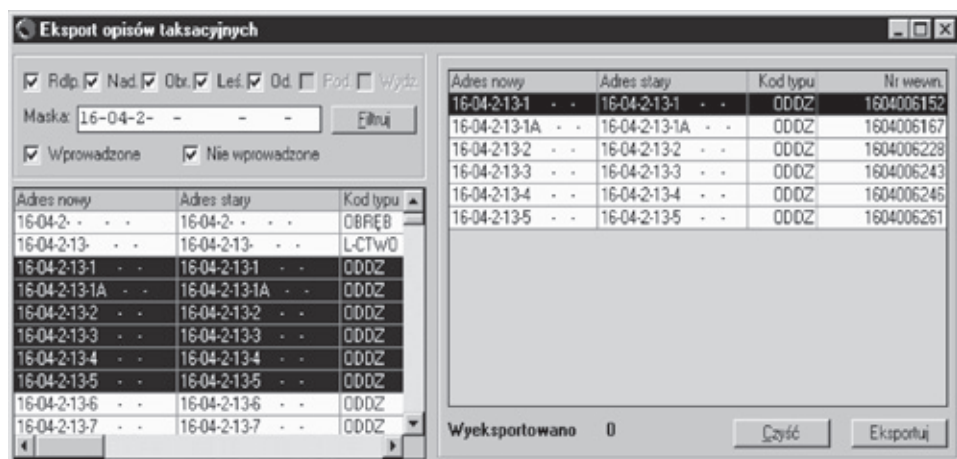 Eksport opisów taksacyjnych
Rdlp. Nad. Obr. Leś. Od. Pod. Wydz.
Maska: 16-04-2- - - - Filtruj
Wprowadzone Nie wprowadzone
Adres nowy Adres stary Kod typu
16-04-2- - - - 16-04-2- - - - OBRĘB
16-04-2-13- - - 16-04-2-13- - - L-CTWO
16-04-2-13-1 - - 16-04-2-13-1 - - ODDZ
16-04-2-13-1A - - 16-04-2-13-1A - - ODDZ
16-04-2-13-2 - - 16-04-2-13-2 - - ODDZ
16-04-2-13-3 - - 16-04-2-13-3 - - ODDZ
16-04-2-13-4 - - 16-04-2-13-4 - - ODDZ
16-04-2-13-5 - - 16-04-2-13-5 - - ODDZ
16-04-2-13-6 - - 16-04-2-13-6 - - ODDZ
16-04-2-13-7 - - 16-04-2-13-7 - - ODDZ
Adres nowy Adres stary Kod typu Nr wewn.
16-04-2-13-1 - - 16-04-2-13-1 - - ODDZ 1604006152
16-04-2-13-1A - - 16-04-2-13-1A - - ODDZ 1604006167
16-04-2-13-2 - - 16-04-2-13-2 - - ODDZ 1604006228
16-04-2-13-3 - - 16-04-2-13-3 - - ODDZ 1604006243
16-04-2-13-4 - - 16-04-2-13-4 - - ODDZ 1604006246
16-04-2-13-5 - - 16-04-2-13-5 - - ODDZ 1604006261
Wyeksportowano 0 Czyść Eksportuj